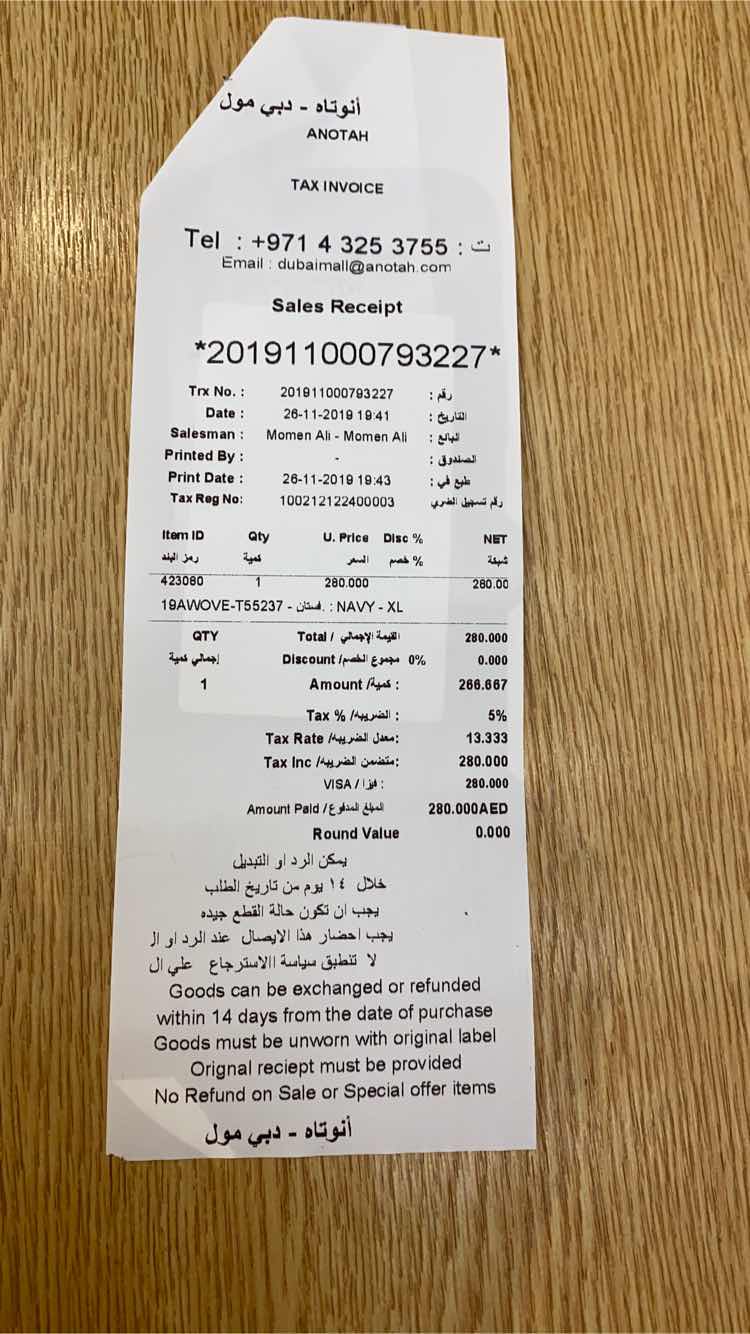 أنوتاه - دبي مول
ANOTAH
TAX INVOICE
Tel : +971 4 325 3755 : ت
Email : dubaimall@anotah.com
Sales Receipt
*201911000793227*
Trx No. : 201911000793227 رقم :
Date : 26-11-2019 19:41 التاريخ :
Salesman : Momen Ali - Momen Ali البائع :
Printed By : - الصندوق :
Print Date : 26-11-2019 19:43 طبع في :
Tax Reg No: 100212122400003 رقم تسجيل الضري
Item ID Qty U. Price Disc % NET
رمز البند كمية السعر خصم % شبكة
423080 1 280.000 280.00
19AWOVE-T55237 - فستان. : NAVY - XL
QTY Total / القيمة الإجمالي 280.000
إجمالي كمية Discount /مجموع الخصم 0% 0.000
1 Amount /كمية : 266.667
Tax % /الضريبه : 5%
Tax Rate /معدل الضريبه: 13.333
Tax Inc /متضمن الضريبه: 280.000
VISA / فيزا : 280.000
Amount Paid / المبلغ المدفوع 280.000AED
Round Value 0.000
يمكن الرد او التبديل
خلال ١٤ يوم من تاريخ الطلب
يجب ان تكون حالة القطع جيده
يجب احضار هذا الايصال عند الرد او ال
لا تنطبق سياسة االاسترجاع علي ال
Goods can be exchanged or refunded
within 14 days from the date of purchase
Goods must be unworn with original label
Orignal reciept must be provided
No Refund on Sale or Special offer items
أنوتاه - دبي مول